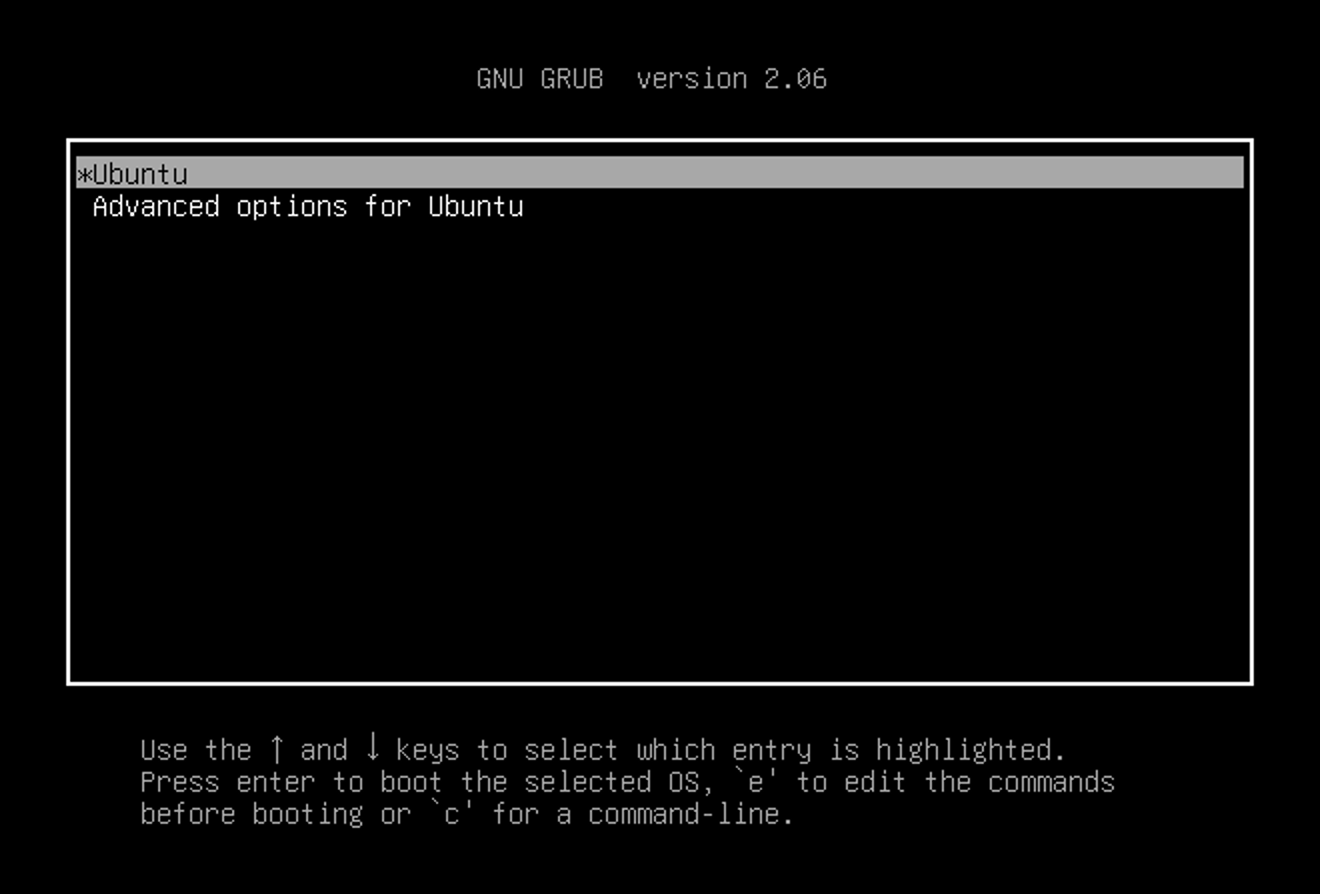 GNU GRUB  version 2.06
*Ubuntu
Advanced options for Ubuntu
Use the ↑ and ↓ keys to select which entry is highlighted.
Press enter to boot the selected OS, `e' to edit the commands
before booting or `c' for a command-line.